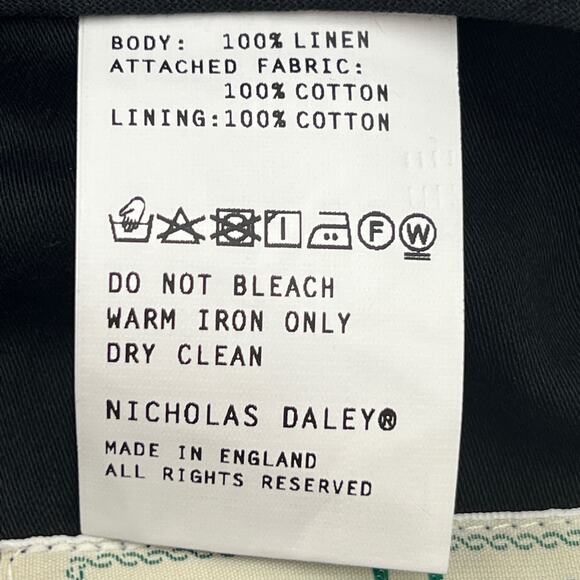 BODY: 100% LINEN
ATTACHED FABRIC:
100% COTTON
LINING:100% COTTON
F W
DO NOT BLEACH
WARM IRON ONLY
DRY CLEAN
NICHOLAS DALEY®
MADE IN ENGLAND
ALL RIGHTS RESERVED